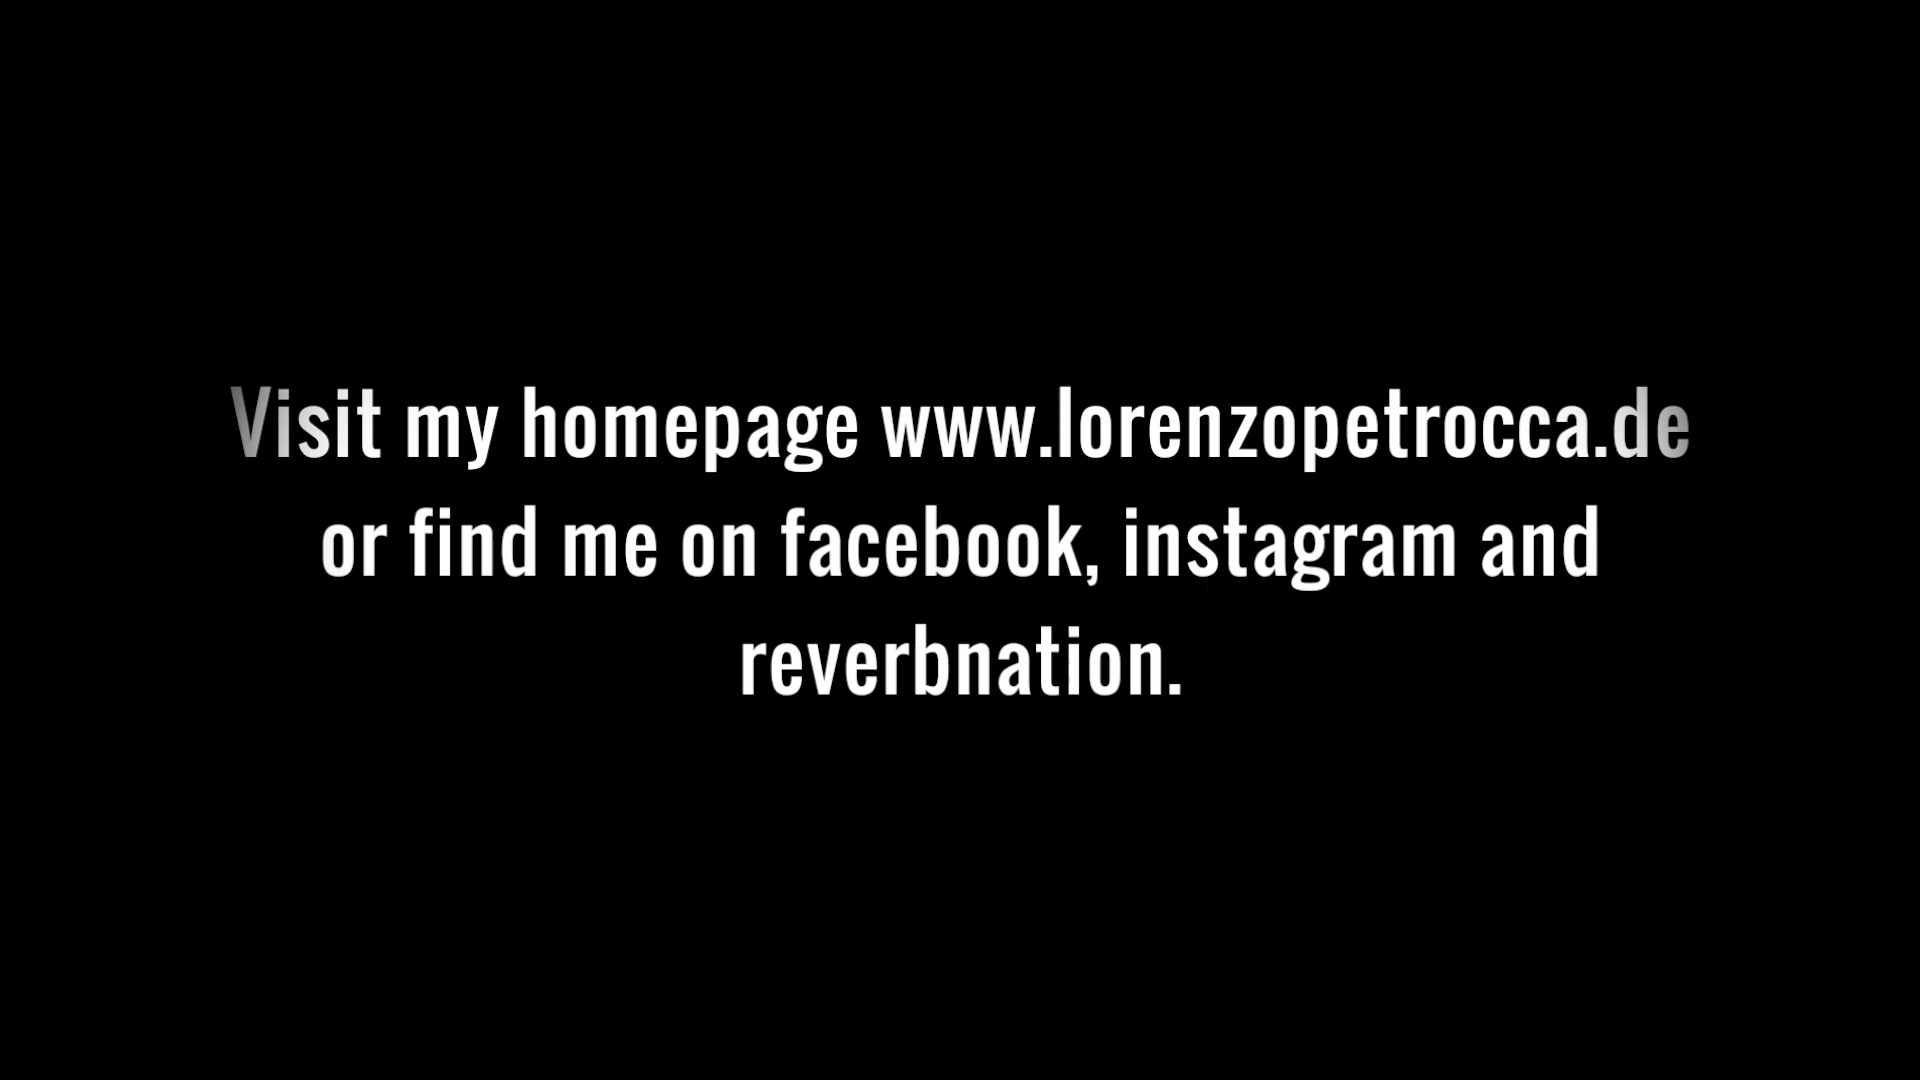 Visit my homepage www.lorenzopetrocca.de
or find me on facebook, instagram and
reverbnation.